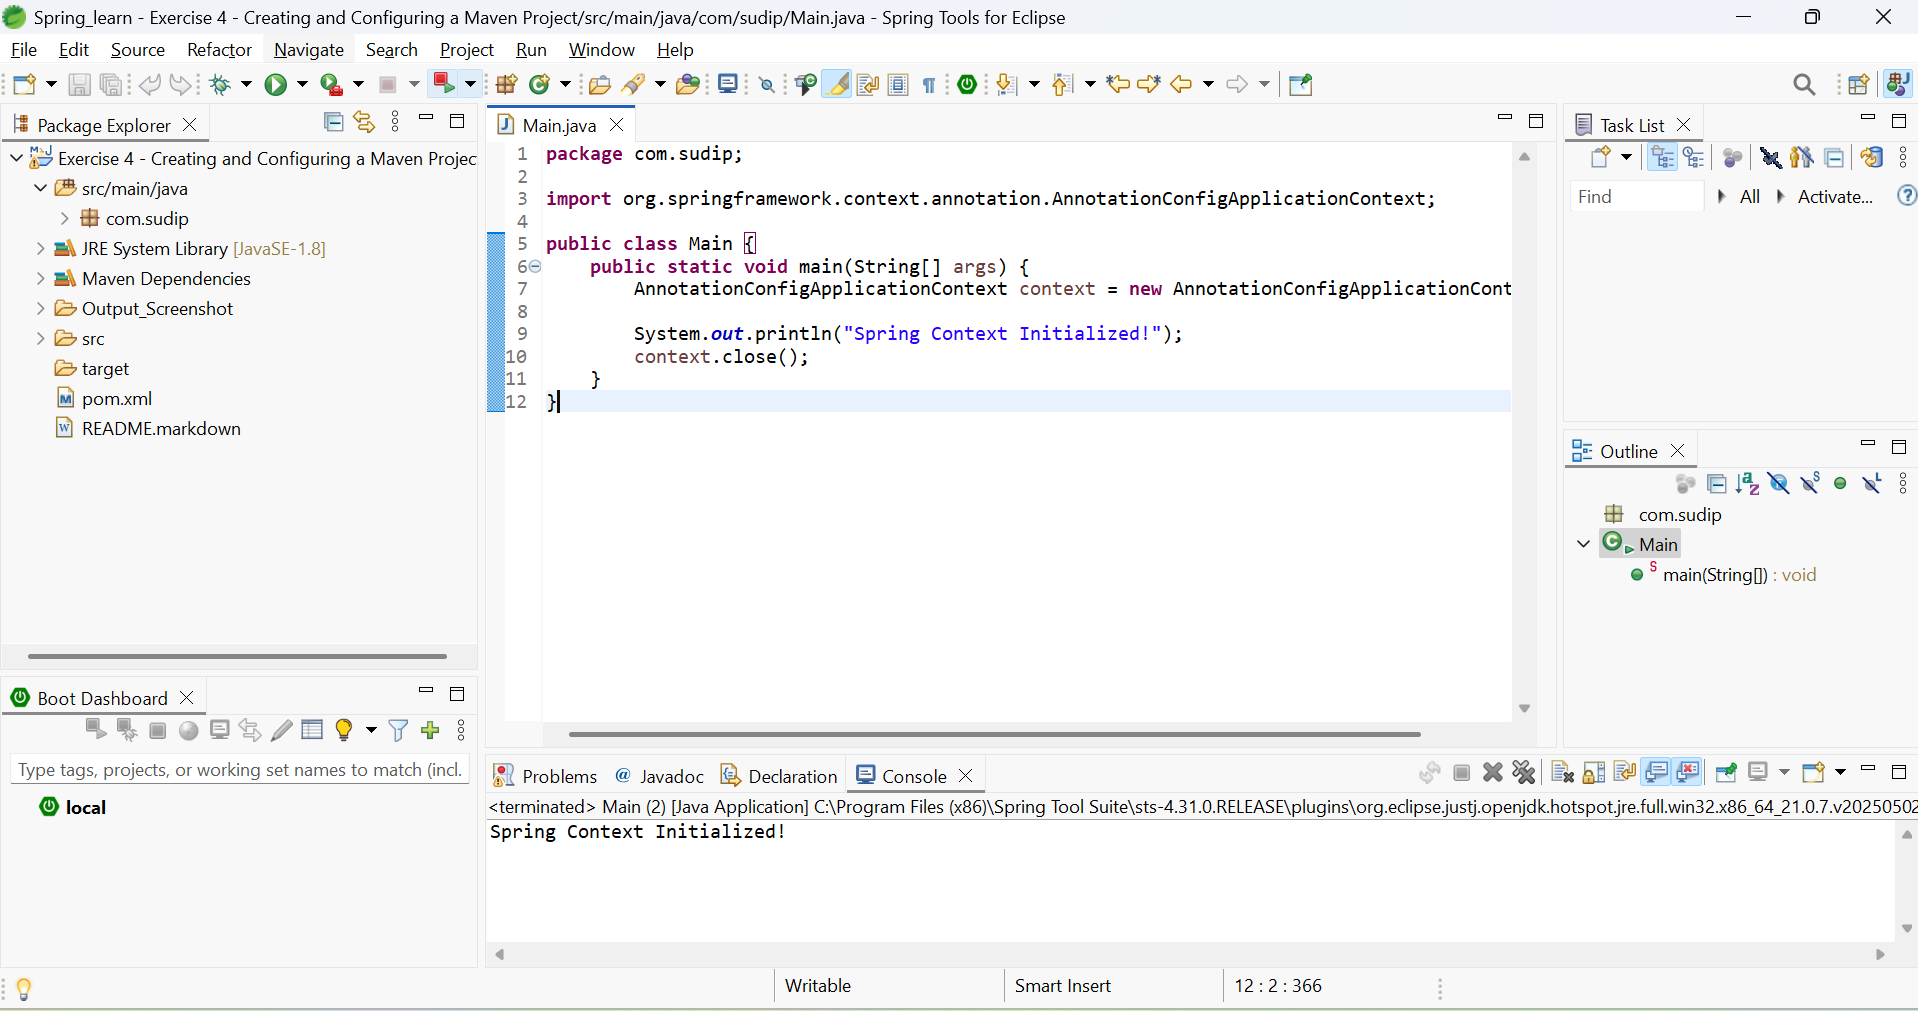 Spring_learn - Exercise 4 - Creating and Configuring a Maven Project/src/main/java/com/sudip/Main.java - Spring Tools for Eclipse
File Edit Source Refactor Navigate Search Project Run Window Help
Package Explorer
Exercise 4 - Creating and Configuring a Maven Projec
src/main/java
com.sudip
JRE System Library [JavaSE-1.8]
Maven Dependencies
Output_Screenshot
src
target
pom.xml
README.markdown
Boot Dashboard
Type tags, projects, or working set names to match (incl.
local
Main.java
1 package com.sudip;
2
3 import org.springframework.context.annotation.AnnotationConfigApplicationContext;
4
5 public class Main {
6 public static void main(String[] args) {
7 AnnotationConfigApplicationContext context = new AnnotationConfigApplicationCont
8
9 System.out.println("Spring Context Initialized!");
10 context.close();
11 }
12 }
Problems Javadoc Declaration Console
<terminated> Main (2) [Java Application] C:\Program Files (x86)\Spring Tool Suite\sts-4.31.0.RELEASE\plugins\org.eclipse.justj.openjdk.hotspot.jre.full.win32.x86_64_21.0.7.v20250502
Spring Context Initialized!
Task List
Find All Activate...
Outline
com.sudip
Main
main(String[]) : void
Writable Smart Insert 12 : 2 : 366